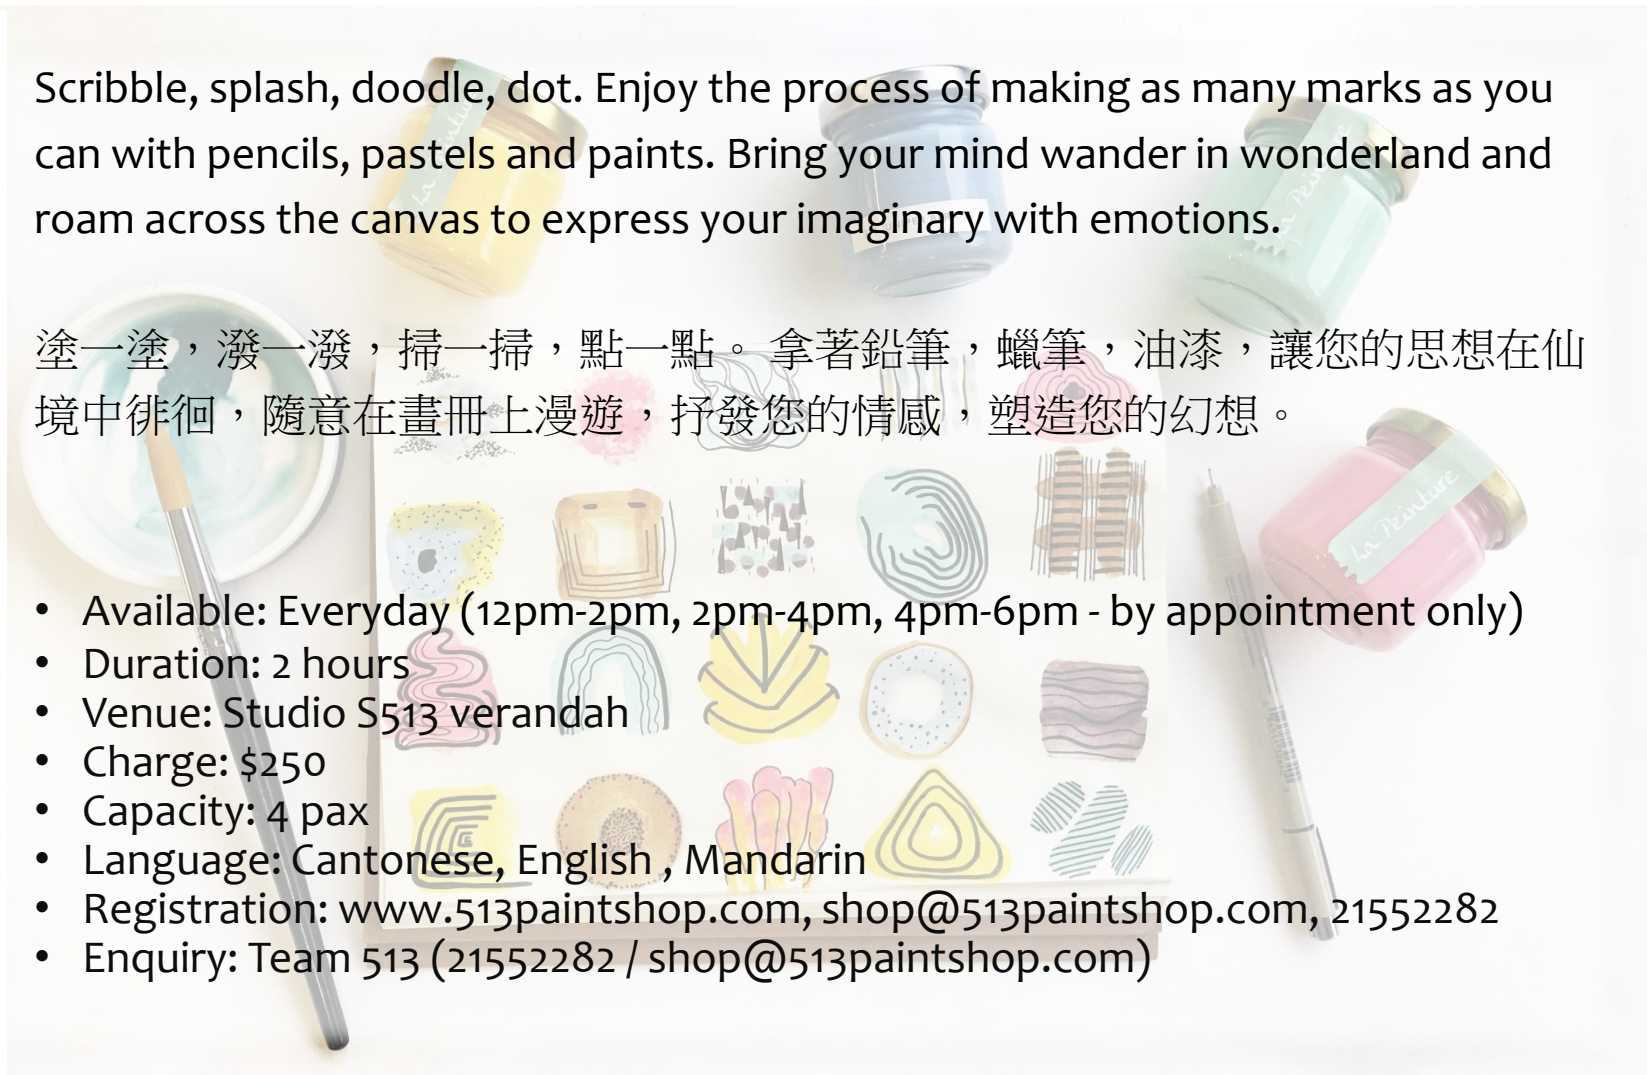 Scribble, splash, doodle, dot. Enjoy the process of making as many marks as you
can with pencils, pastels and paints. Bring your mind wander in wonderland and
roam across the canvas to express your imaginary with emotions.
塗一塗，潑一潑，掃一掃，點一點。 拿著鉛筆，蠟筆，油漆，讓您的思想在仙
境中徘徊，隨意在畫冊上漫遊，抒發您的情感，塑造您的幻想。
• Available: Everyday (12pm-2pm, 2pm-4pm, 4pm-6pm - by appointment only)
• Duration: 2 hours
• Venue: Studio S513 verandah
• Charge: $250
• Capacity: 4 pax
• Language: Cantonese, English , Mandarin
• Registration: www.513paintshop.com, shop@513paintshop.com, 21552282
• Enquiry: Team 513 (21552282 / shop@513paintshop.com)
La Peinture
La Peinture
La Peinture